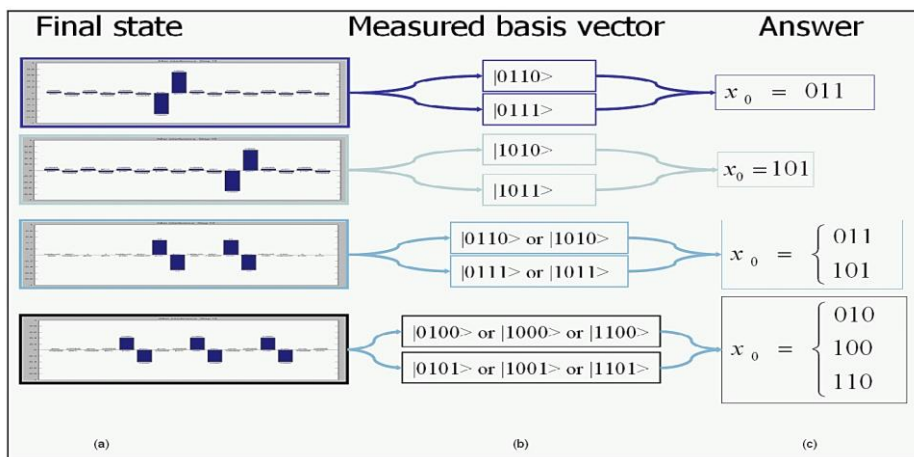 Final state
Measured basis vector
Answer
|0110>
|0111>
x₀ = 011
|1010>
|1011>
x₀ = 101
|0110> or |1010>
|0111> or |1011>
x₀ = { 011
101
|0100> or |1000> or |1100>
|0101> or |1001> or |1101>
x₀ = { 010
100
110
(a)
(b)
(c)